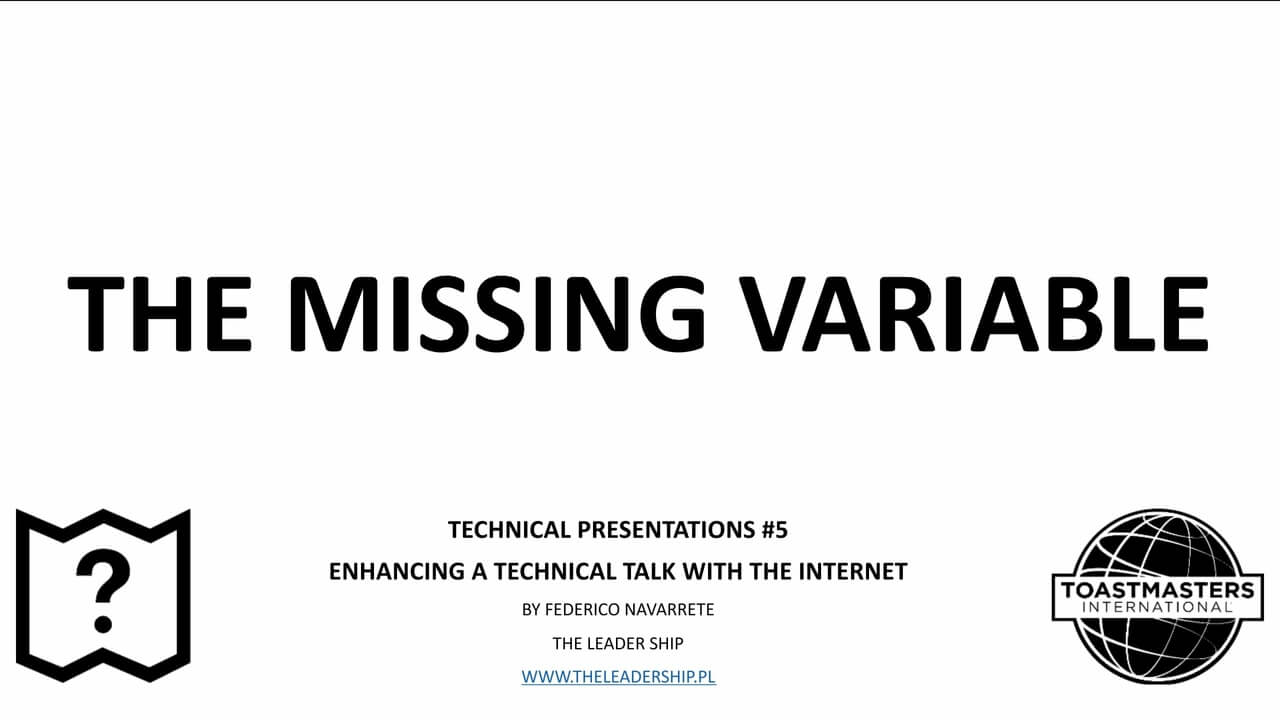 THE MISSING VARIABLE
?
TECHNICAL PRESENTATIONS #5
ENHANCING A TECHNICAL TALK WITH THE INTERNET
BY FEDERICO NAVARRETE
THE LEADER SHIP
WWW.THELEADERSHIP.PL
TOASTMASTERS
INTERNATIONAL